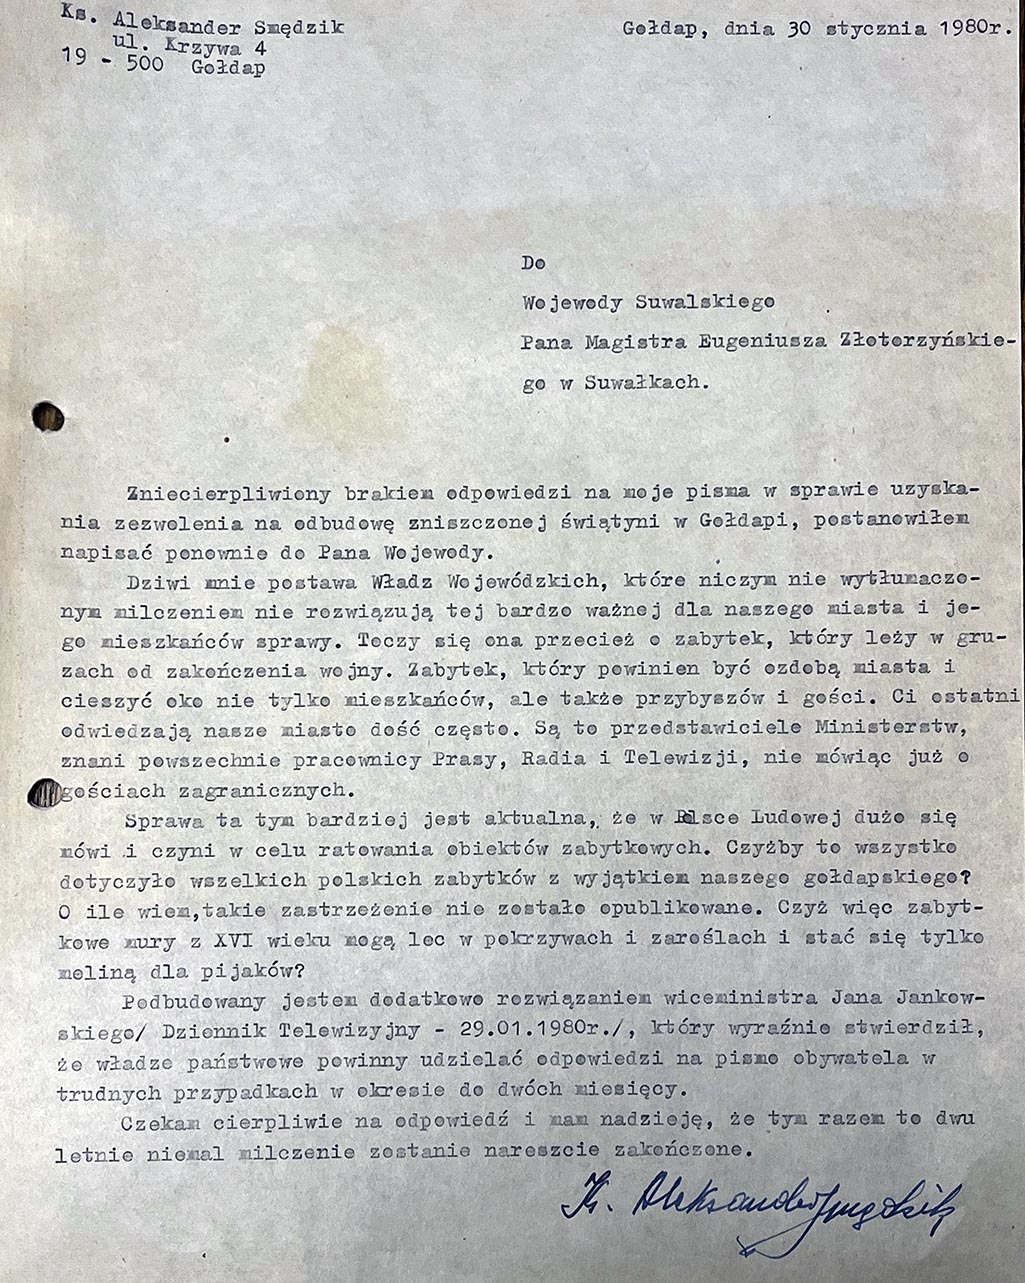 Ks. Aleksander Smędzik
Gołdap, dnia 30 stycznia 1980r.
ul. Krzywa 4
19 - 500 Gołdap
Do
Wojewody Suwalskiego
Pana Magistra Eugeniusza Złotorzyńskie-
go w Suwałkach.
Zniecierpliwiony brakiem odpowiedzi na moje pisma w sprawie uzyska-
nia zezwolenia na odbudowę zniszczonej świątyni w Gołdapi, postanowiłem
napisać ponownie do Pana Wojewody.
Dziwi mnie postawa Władz Wojewódzkich, które niczym nie wytłumaczo-
nym milczeniem nie rozwiązują tej bardzo ważnej dla naszego miasta i je-
go mieszkańców sprawy. Toczy się ona przecież o zabytek, który leży w gru-
zach od zakończenia wojny. Zabytek, który powinien być ozdobą miasta i
cieszyć oko nie tylko mieszkańców, ale także przybyszów i gości. Ci ostatni
odwiedzają nasze miasto dość często. Są to przedstawiciele Ministerstw,
znani powszechnie pracownicy Prasy, Radia i Telewizji, nie mówiąc już o
gościach zagranicznych.
Sprawa ta tym bardziej jest aktualna, że w Polsce Ludowej dużo się
mówi i czyni w celu ratowania obiektów zabytkowych. Czyżby to wszystko
dotyczyło wszelkich polskich zabytków z wyjątkiem naszego gołdapskiego?
O ile wiem,takie zastrzeżenie nie zostało opublikowane. Czyż więc zabyt-
kowe mury z XVI wieku mogą lec w pokrzywach i zaroślach i stać się tylko
meliną dla pijaków?
Podbudowany jestem dodatkowo rozwiązaniem wiceministra Jana Jankow-
skiego/ Dziennik Telewizyjny - 29.01.1980r./, który wyraźnie stwierdził,
że władze państwowe powinny udzielać odpowiedzi na pismo obywatela w
trudnych przypadkach w okresie do dwóch miesięcy.
Czekam cierpliwie na odpowiedź i mam nadzieję, że tym razem to dwu
letnie niemal milczenie zostanie nareszcie zakończone.
Ks. Aleksander Smędzik